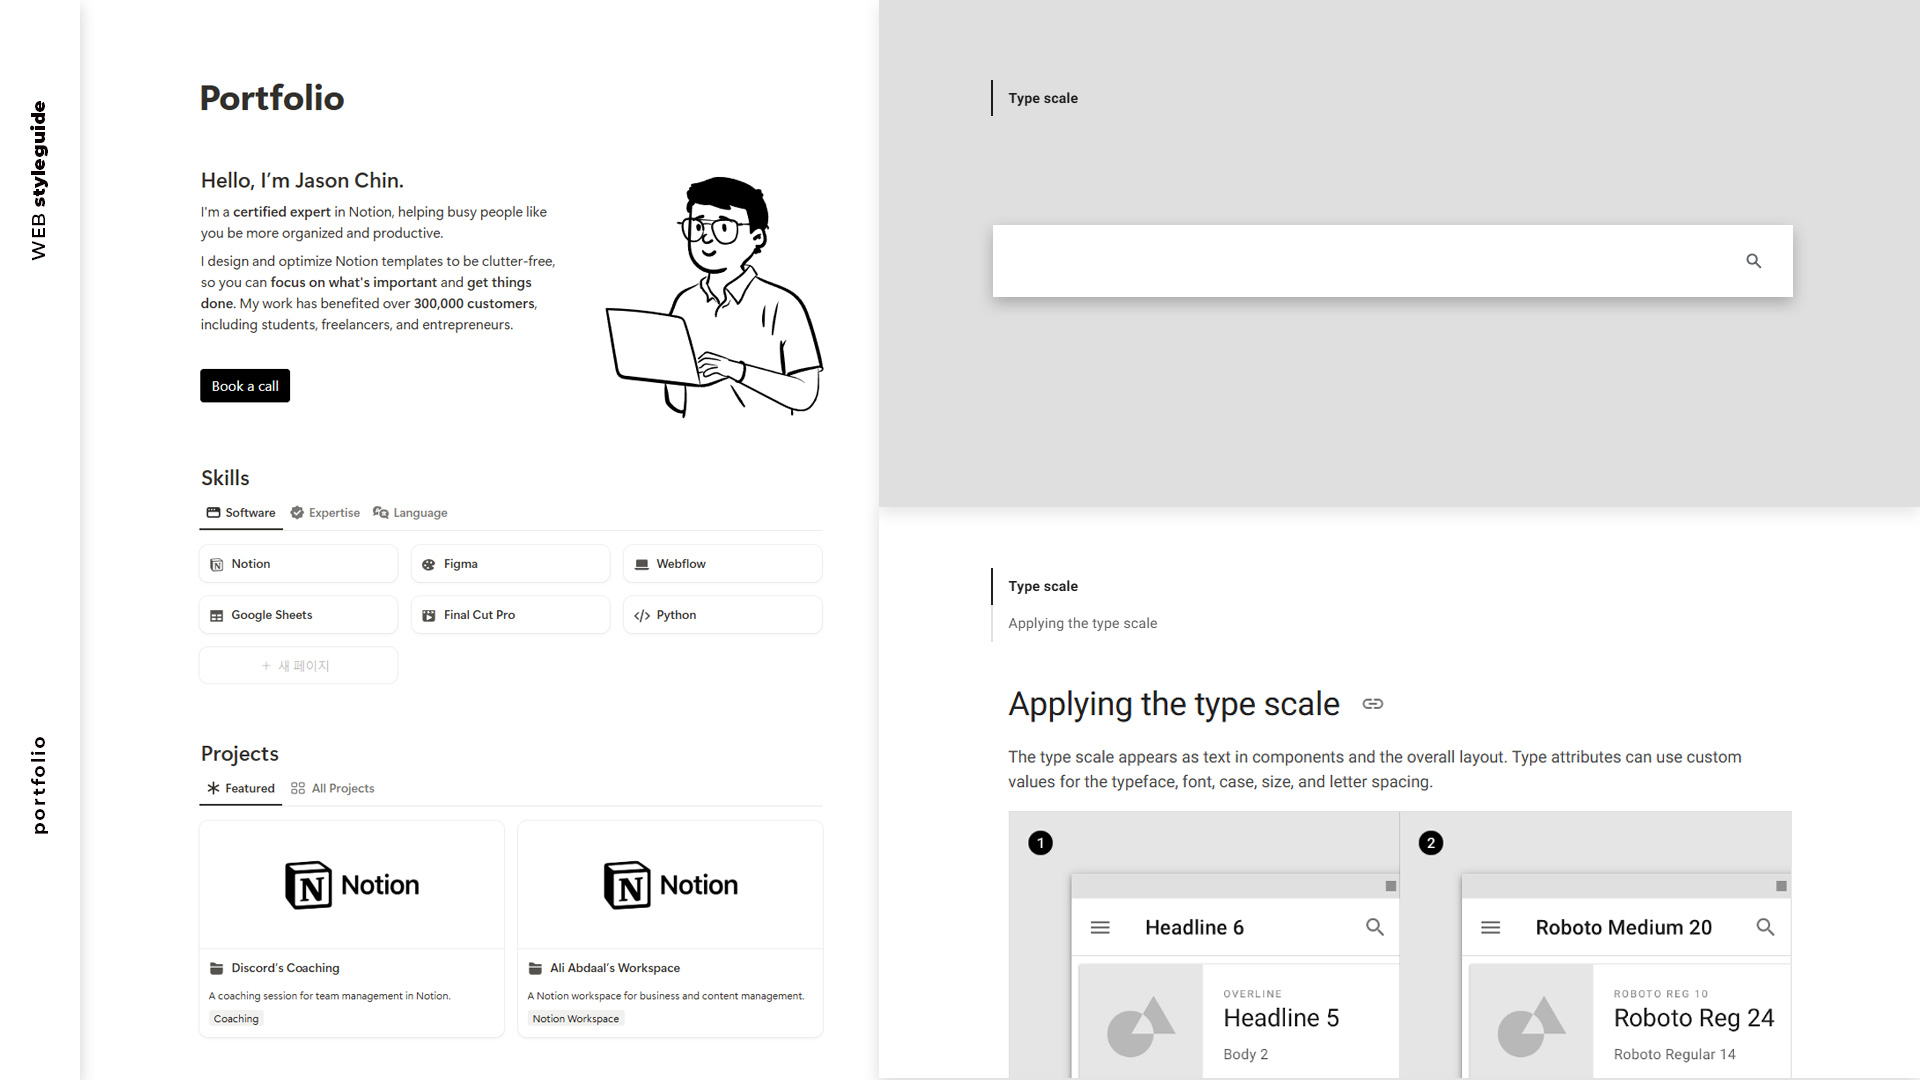 WEB styleguide
portfolio
Portfolio
Hello, I’m Jason Chin.
I'm a certified expert in Notion, helping busy people like
you be more organized and productive.
I design and optimize Notion templates to be clutter-free,
so you can focus on what's important and get things
done. My work has benefited over 300,000 customers,
including students, freelancers, and entrepreneurs.
Book a call
Skills
Software Expertise Language
Notion Figma Webflow
Google Sheets Final Cut Pro Python
+ 새 페이지
Projects
Featured All Projects
Notion Notion
Discord’s Coaching
A coaching session for team management in Notion.
Coaching
Ali Abdaal’s Workspace
A Notion workspace for business and content management.
Notion Workspace
Type scale
Type scale
Applying the type scale
Applying the type scale
The type scale appears as text in components and the overall layout. Type attributes can use custom
values for the typeface, font, case, size, and letter spacing.
1
Headline 6
OVERLINE
Headline 5
Body 2
2
Roboto Medium 20
ROBOTO REG 10
Roboto Reg 24
Roboto Regular 14